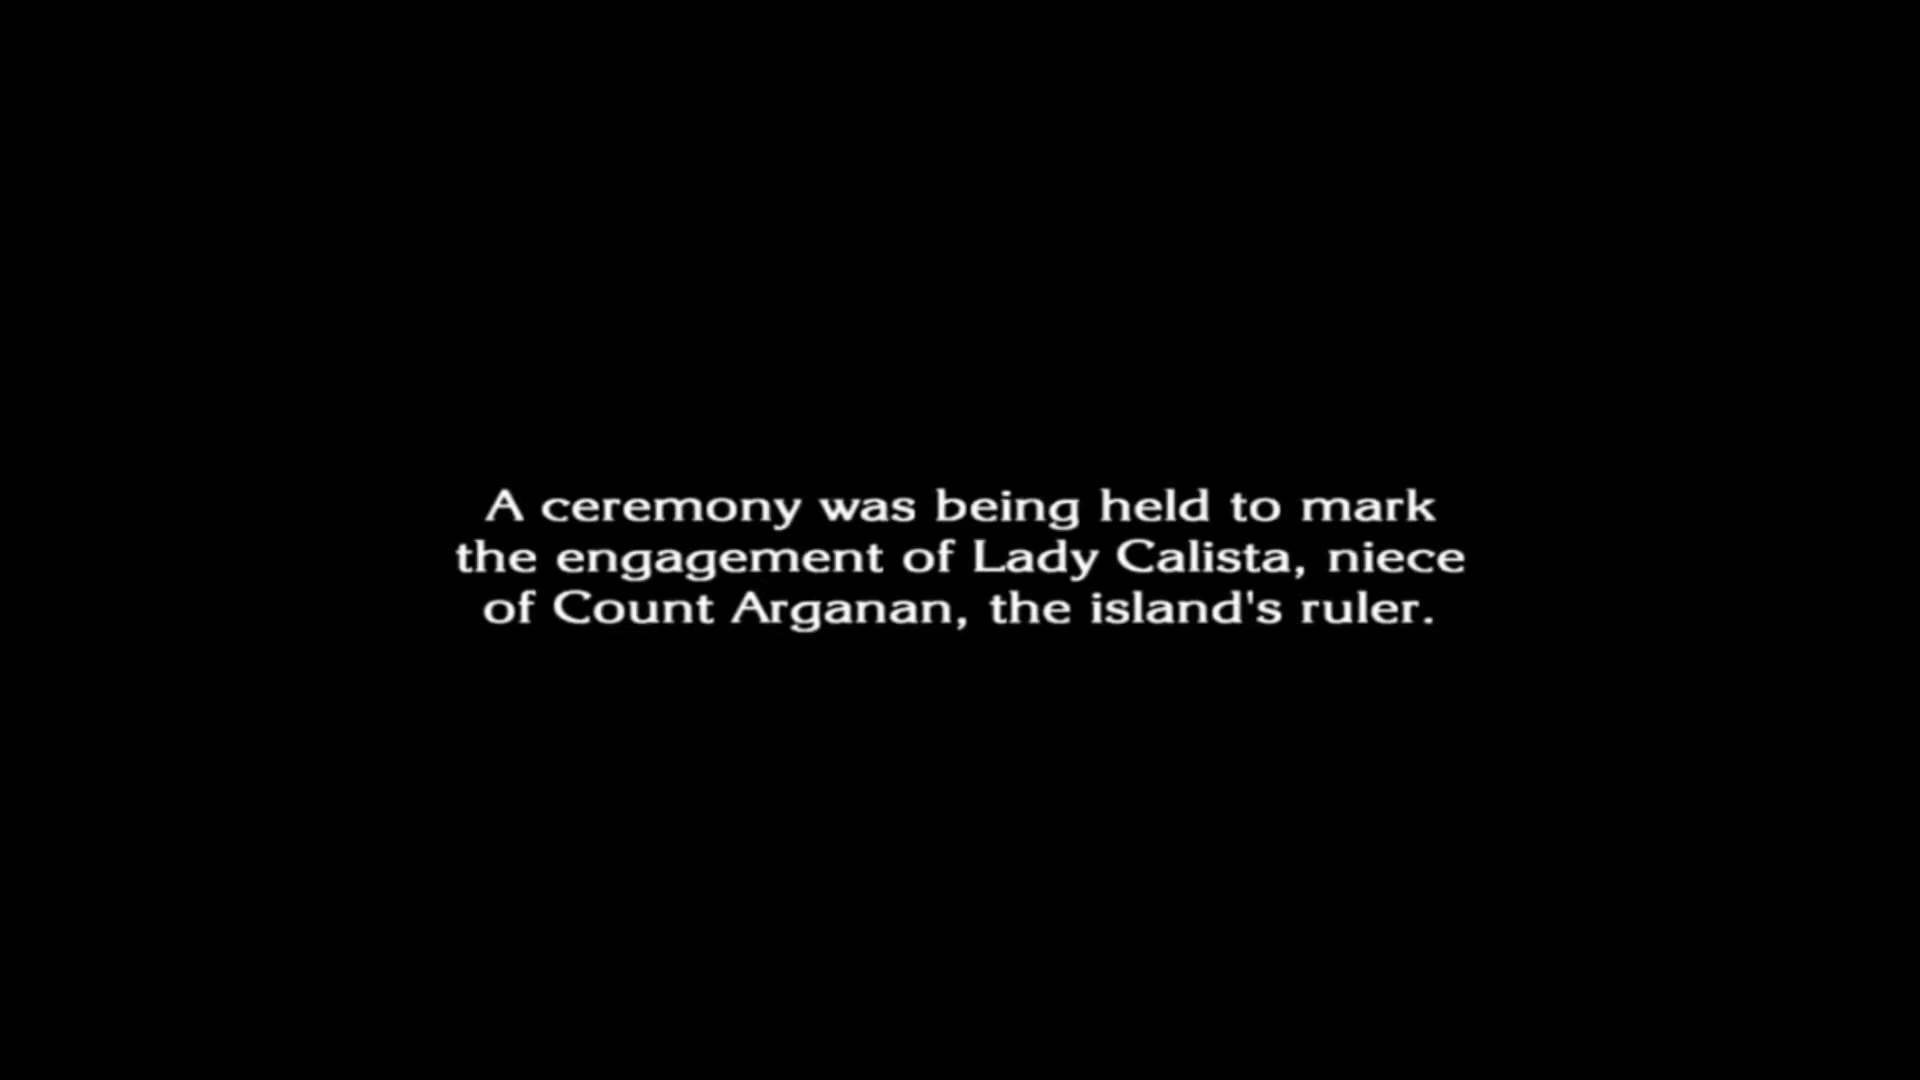 A ceremony was being held to mark
the engagement of Lady Calista, niece
of Count Arganan, the island's ruler.